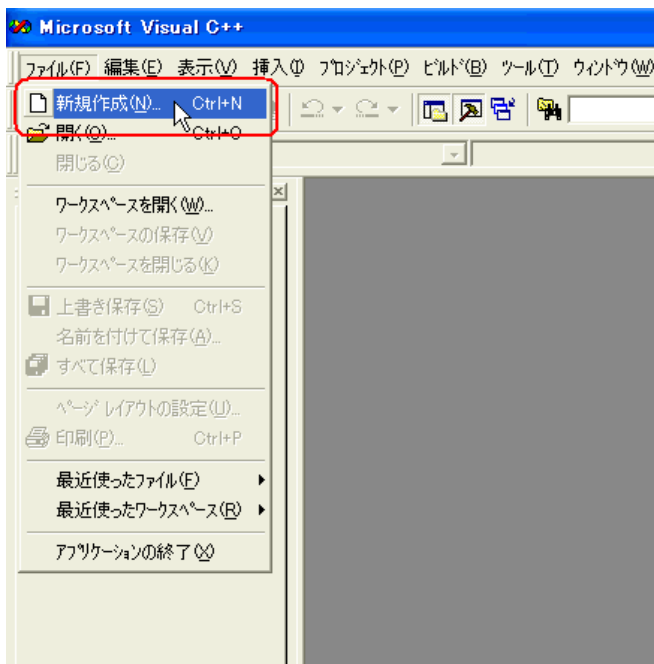 Microsoft Visual C++
ファイル(F) 編集(E) 表示(V) 挿入(I) プロジェクト(P) ビルド(B) ツール(T) ウィンドウ(W)
新規作成(N)... Ctrl+N
開く(O)... Ctrl+O
閉じる(C)
ワークスペースを開く(W)...
ワークスペースの保存(V)
ワークスペースを閉じる(K)
上書き保存(S) Ctrl+S
名前を付けて保存(A)...
すべて保存(L)
ページ レイアウトの設定(U)...
印刷(P)... Ctrl+P
最近使ったファイル(F)
最近使ったワークスペース(R)
アプリケーションの終了(X)